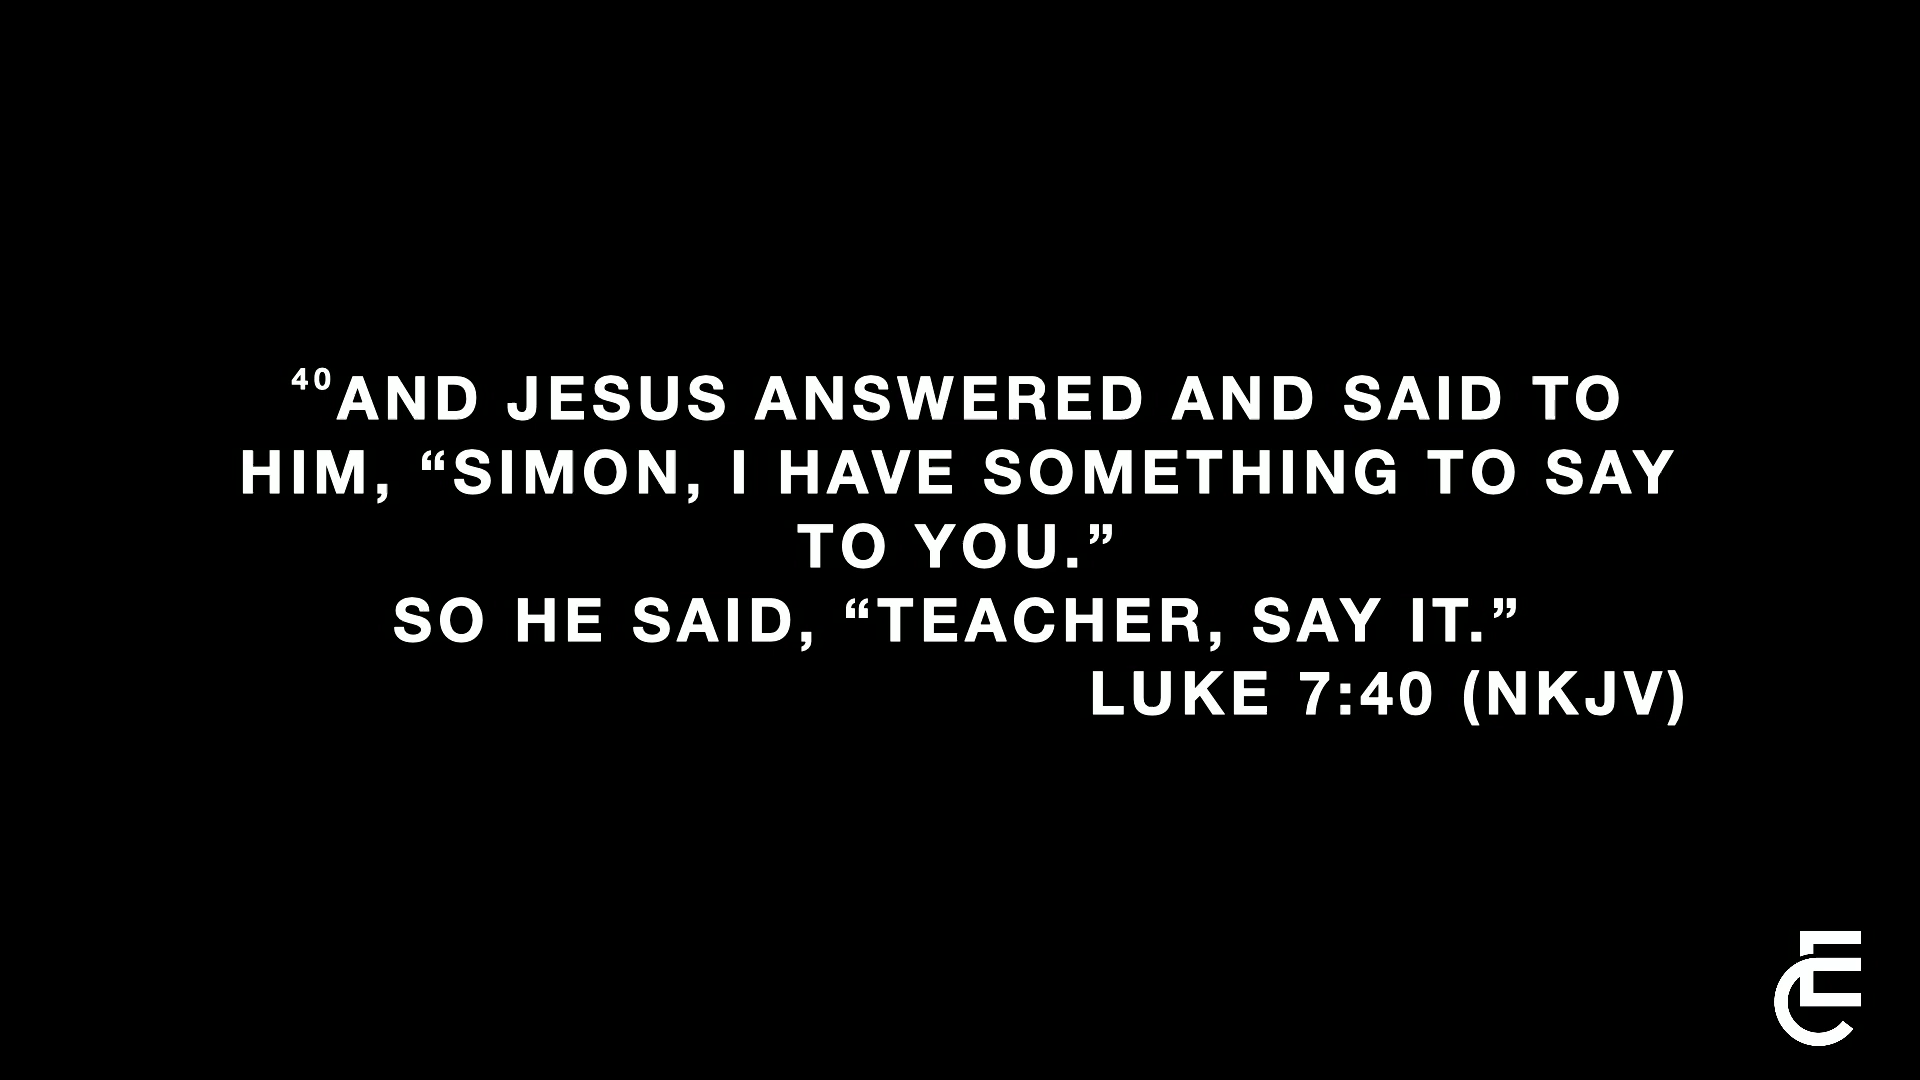 ⁴⁰AND JESUS ANSWERED AND SAID TO
HIM, “SIMON, I HAVE SOMETHING TO SAY
TO YOU.”
SO HE SAID, “TEACHER, SAY IT.”
LUKE 7:40 (NKJV)